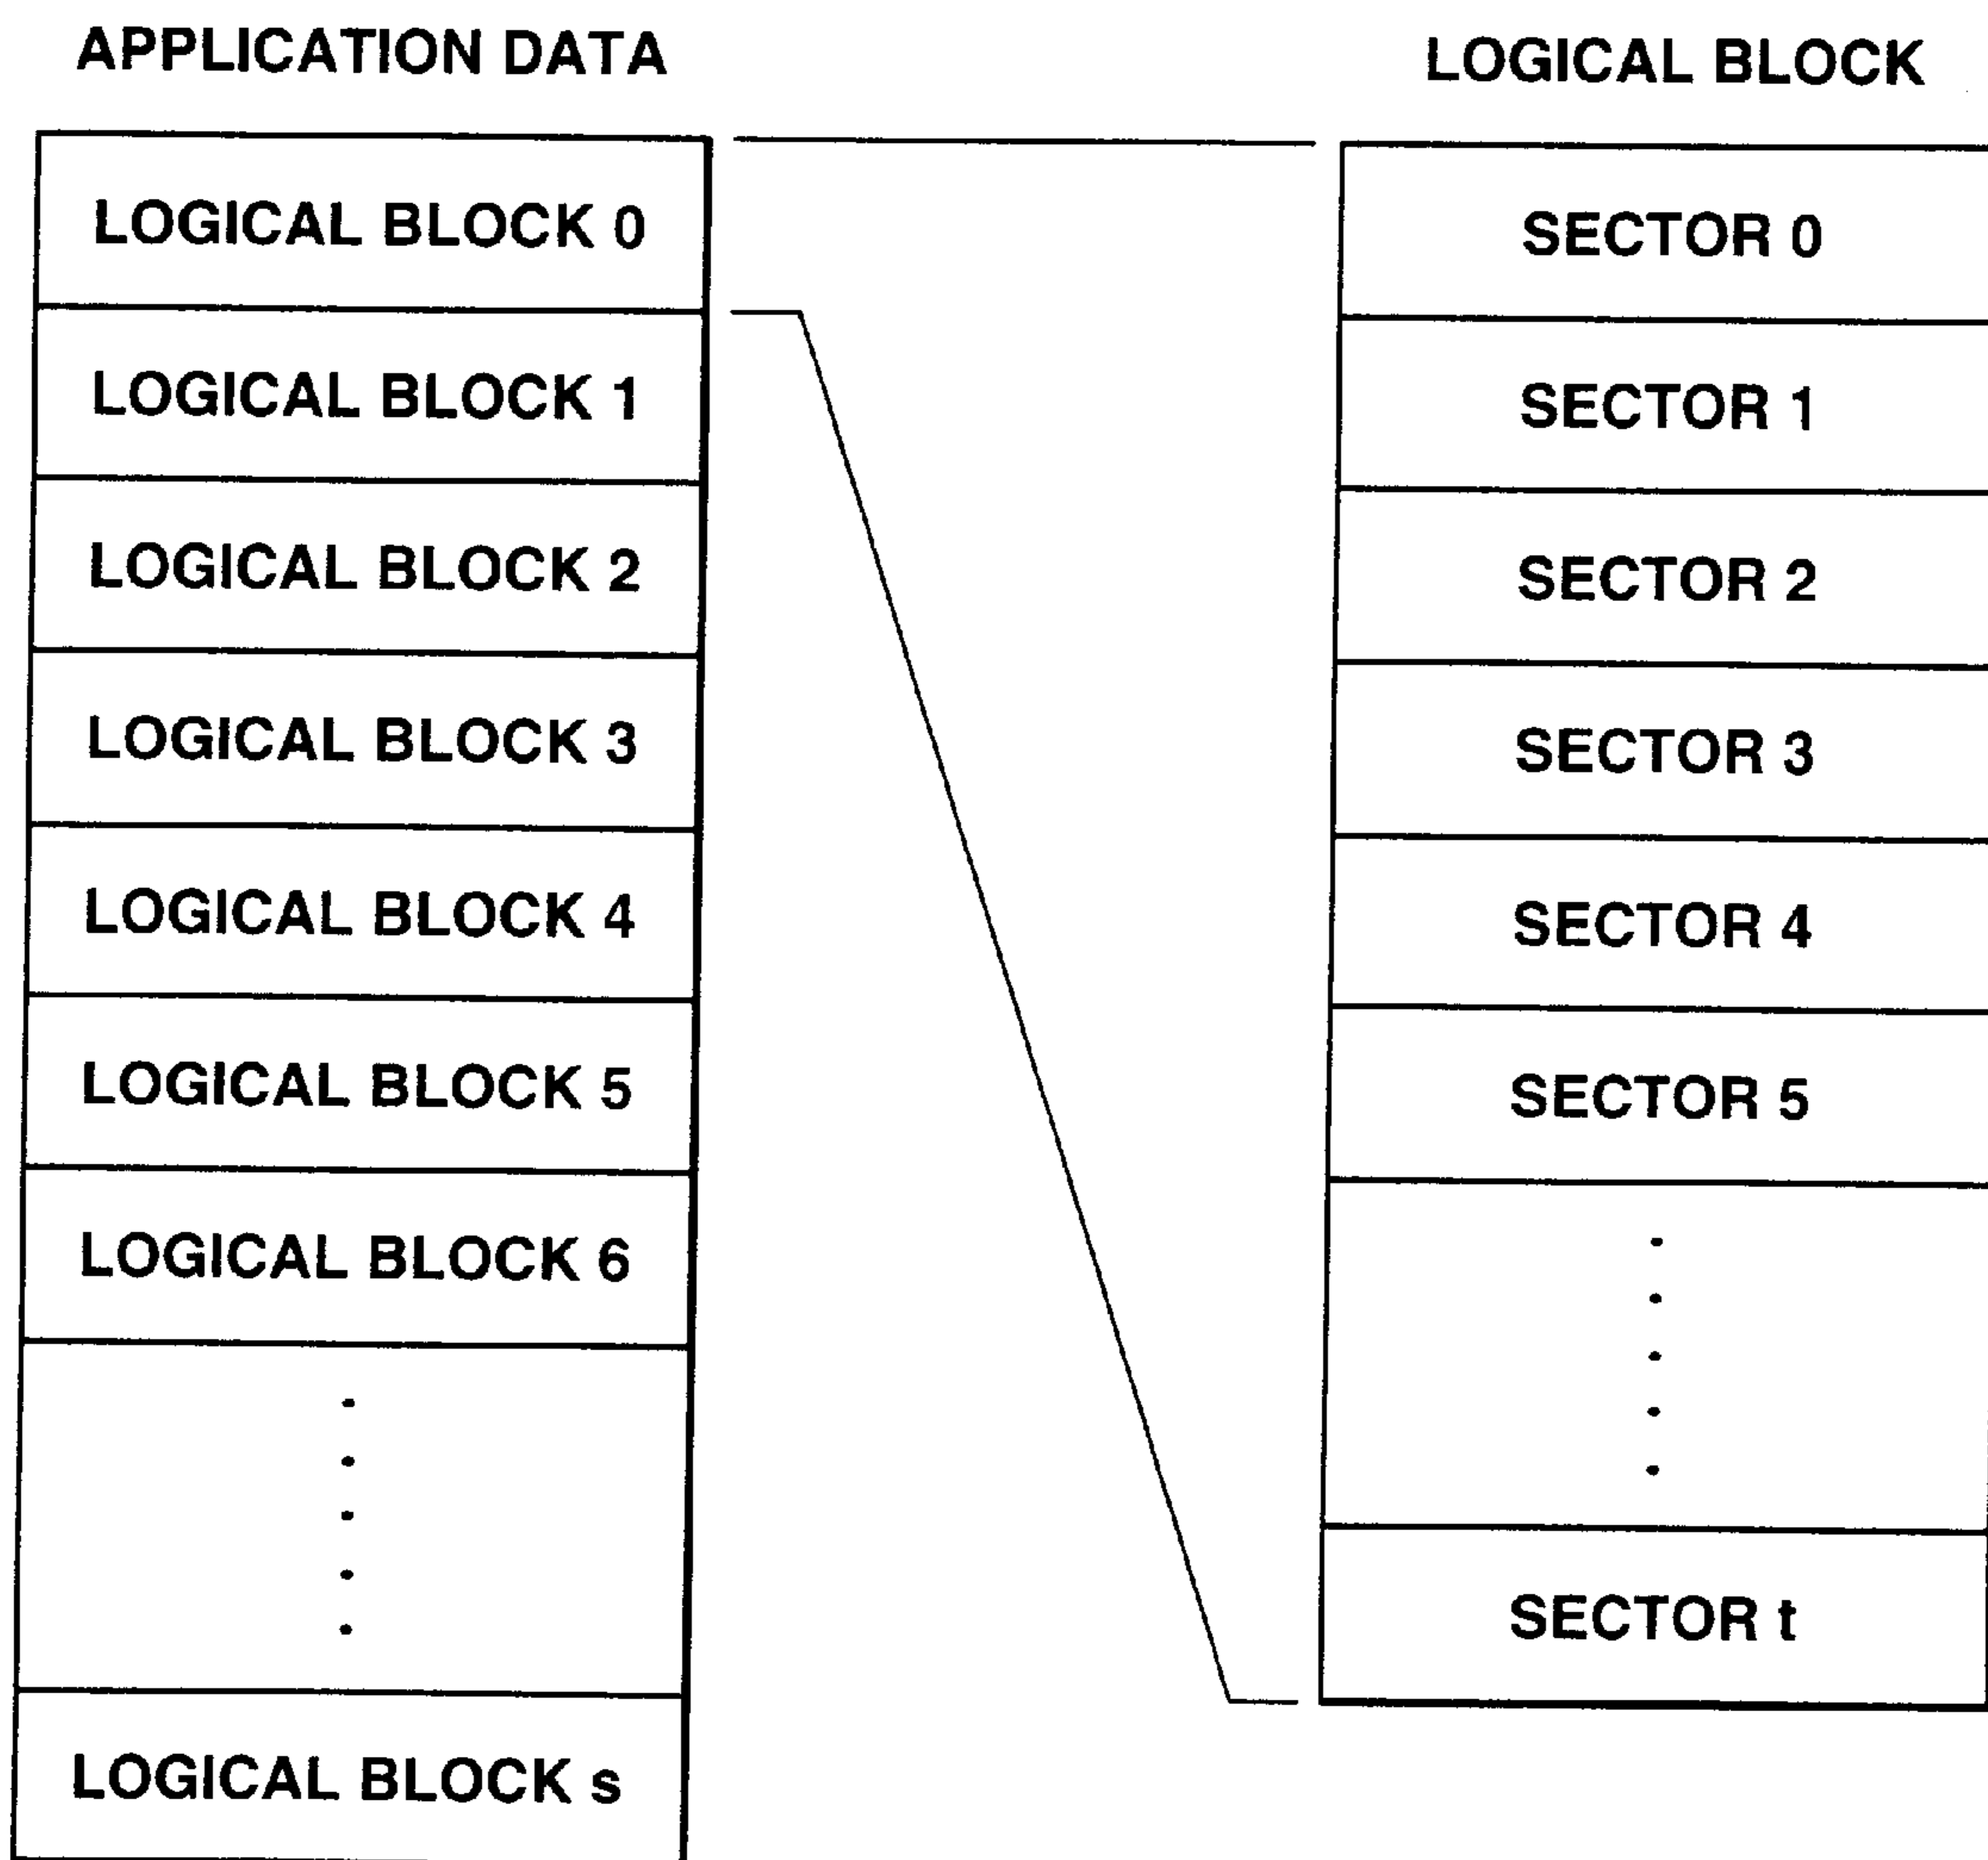 APPLICATION DATA
LOGICAL BLOCK 0
LOGICAL BLOCK 1
LOGICAL BLOCK 2
LOGICAL BLOCK 3
LOGICAL BLOCK 4
LOGICAL BLOCK 5
LOGICAL BLOCK 6
LOGICAL BLOCK s
LOGICAL BLOCK
SECTOR 0
SECTOR 1
SECTOR 2
SECTOR 3
SECTOR 4
SECTOR 5
SECTOR t